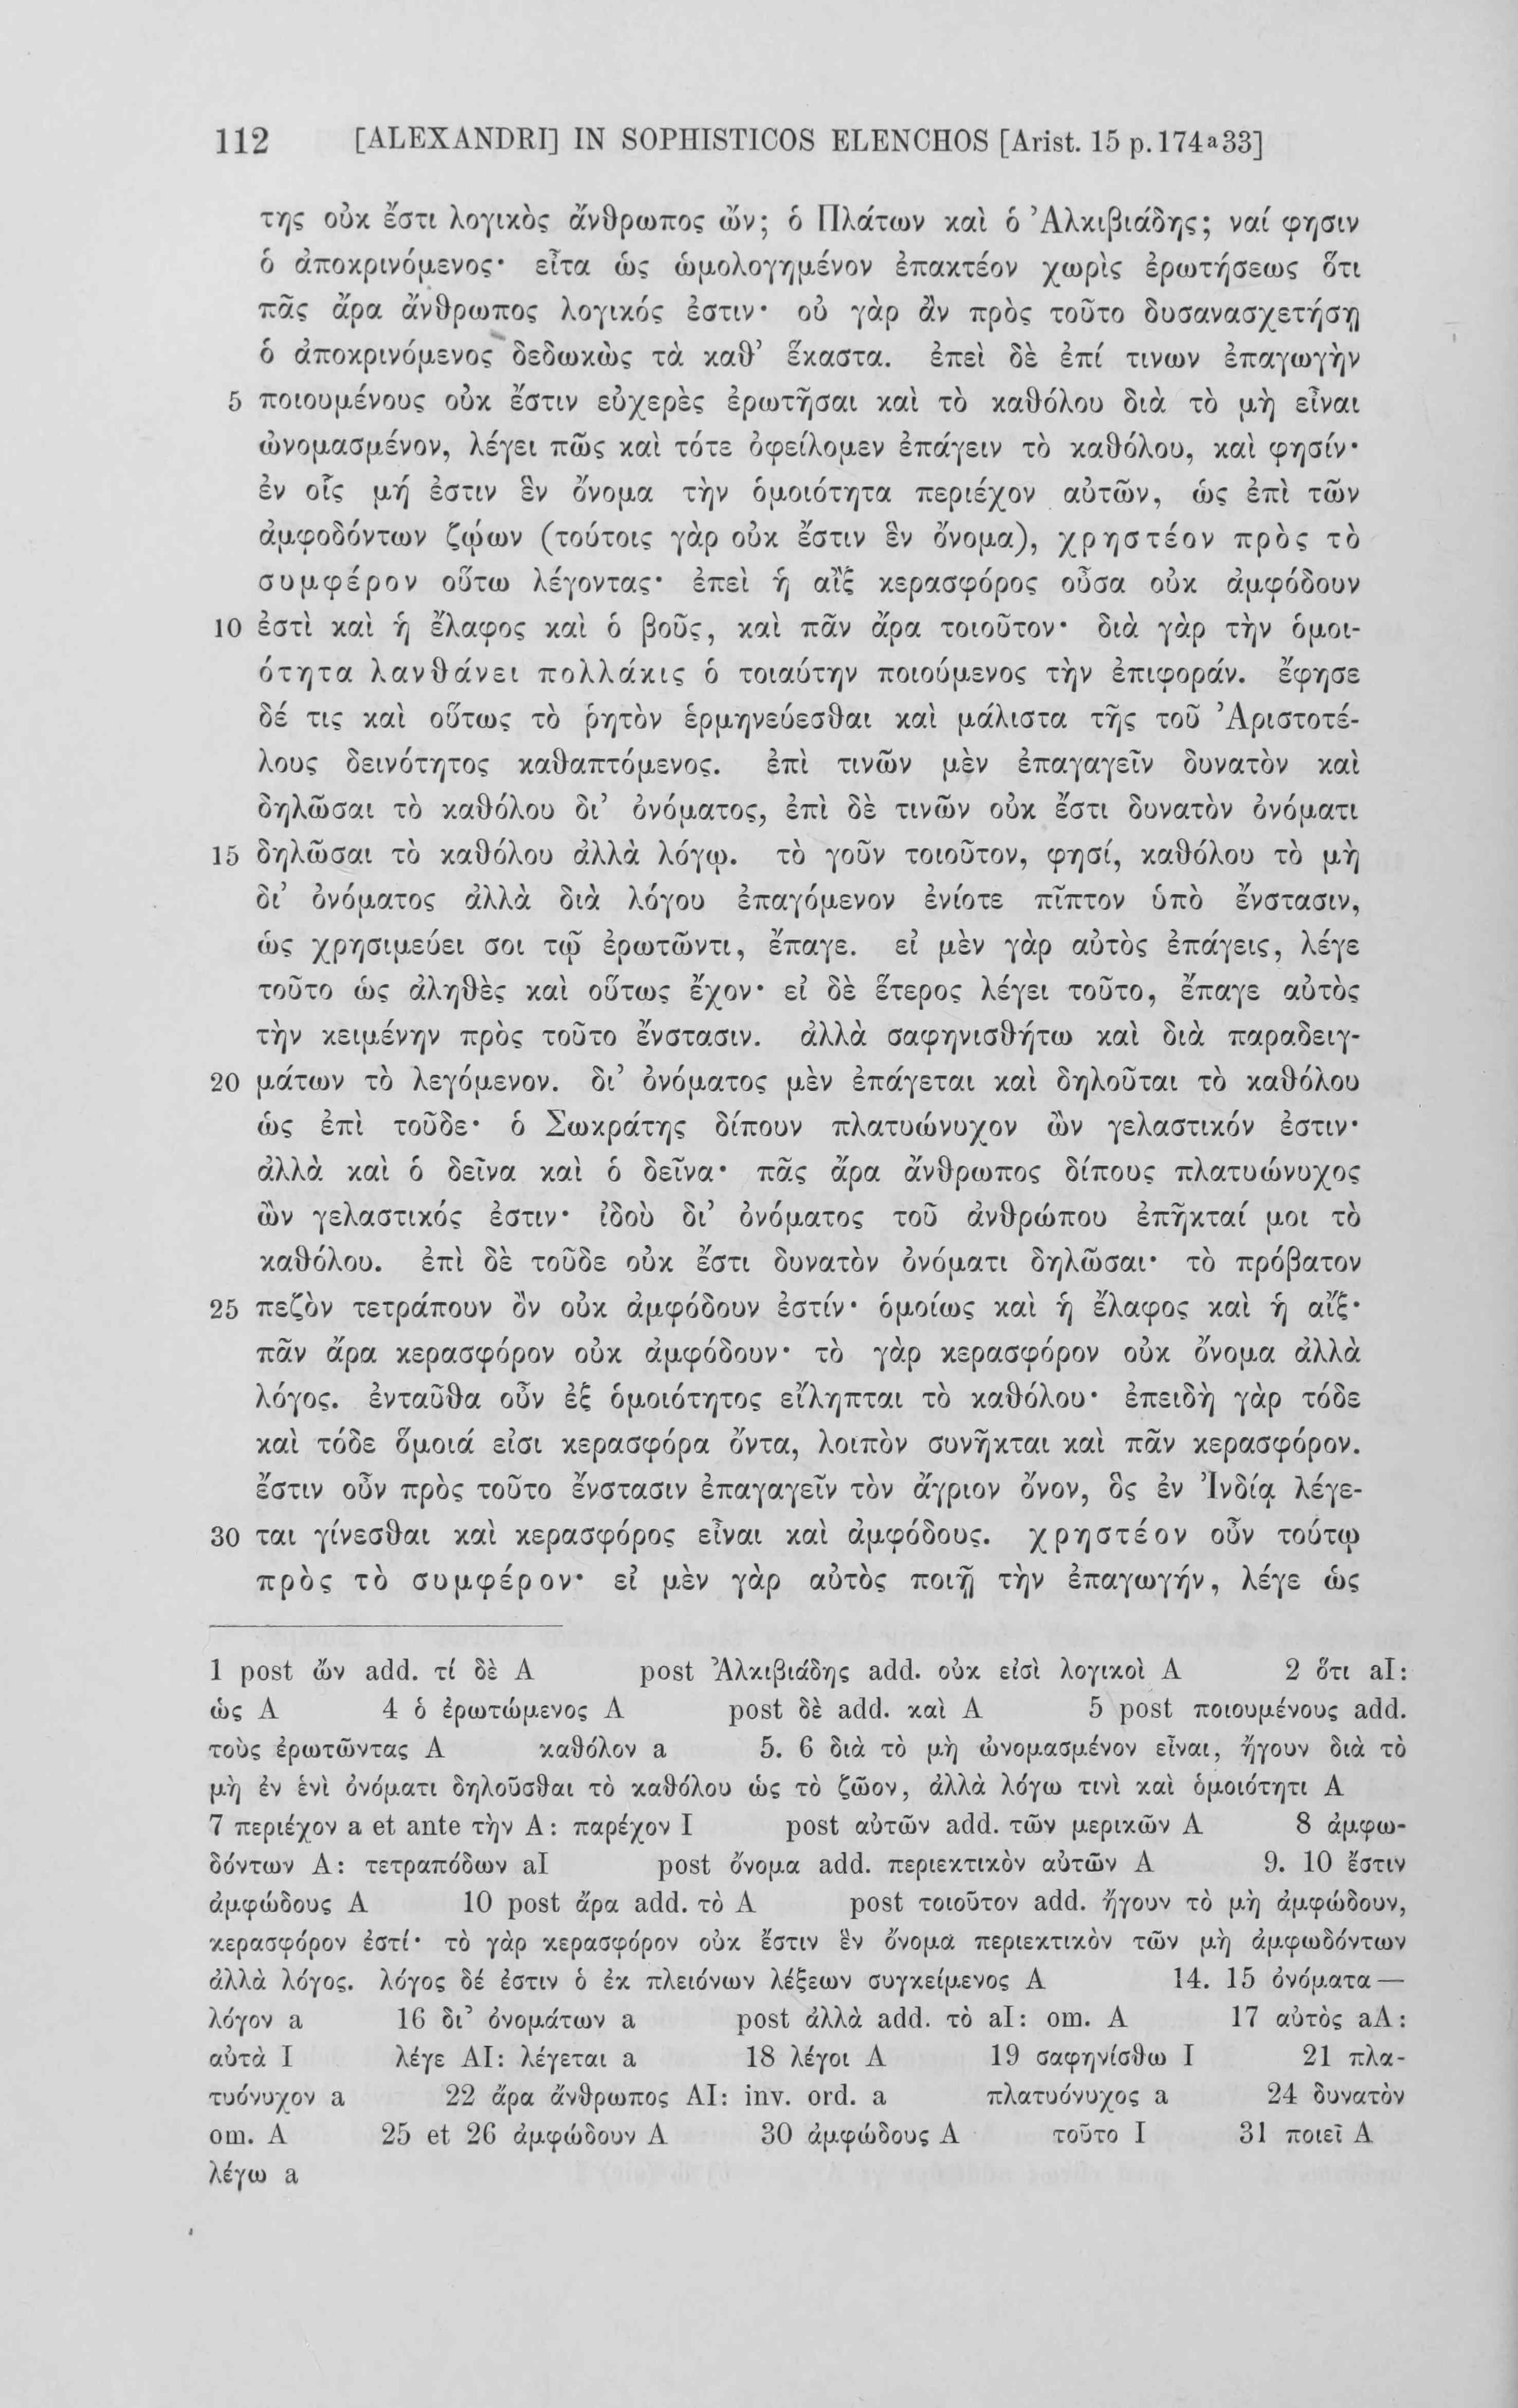 112 [ALEXANDRI] IN SOPHISTICOS ELENCHOS [Arist. 15 p. 174ᵃ33]
της οὐκ ἔστι λογικὸς ἄνθρωπος ὤν; ὁ Πλάτων καὶ ὁ Ἀλκιβιάδης; ναί φησιν
ὁ ἀποκρινόμενος· εἶτα ὡς ὡμολογημένον ἐπακτέον χωρὶς ἐρωτήσεως ὅτι
πᾶς ἄρα ἄνθρωπος λογικός ἐστιν· οὐ γὰρ ἂν πρὸς τοῦτο δυσανασχετήσῃ
ὁ ἀποκρινόμενος δεδωκὼς τὰ καθ’ ἕκαστα. ἐπεὶ δὲ ἐπί τινων ἐπαγωγὴν
5 ποιουμένους οὐκ ἔστιν εὐχερὲς ἐρωτῆσαι καὶ τὸ καθόλου διὰ τὸ μὴ εἶναι
ὠνομασμένον, λέγει πῶς καὶ τότε ὀφείλομεν ἐπάγειν τὸ καθόλου, καὶ φησίν·
ἐν οἷς μή ἐστιν ἓν ὄνομα τὴν ὁμοιότητα περιέχον αὐτῶν, ὡς ἐπὶ τῶν
ἀμφοδόντων ζῴων (τούτοις γὰρ οὐκ ἔστιν ἓν ὄνομα), χρηστέον πρὸς τὸ
συμφέρον οὕτω λέγοντας· ἐπεὶ ἡ αἲξ κερασφόρος οὖσα οὐκ ἀμφόδουν
10 ἐστὶ καὶ ἡ ἔλαφος καὶ ὁ βοῦς, καὶ πᾶν ἄρα τοιοῦτον· διὰ γὰρ τὴν ὁμοι-
ότητα λανθάνει πολλάκις ὁ τοιαύτην ποιούμενος τὴν ἐπιφοράν. ἔφησε
δέ τις καὶ οὕτως τὸ ῥητὸν ἑρμηνεύεσθαι καὶ μάλιστα τῆς τοῦ Ἀριστοτέ-
λους δεινότητος καθαπτόμενος. ἐπὶ τινῶν μὲν ἐπαγαγεῖν δυνατὸν καὶ
δηλῶσαι τὸ καθόλου δι’ ὀνόματος, ἐπὶ δὲ τινῶν οὐκ ἔστι δυνατὸν ὀνόματι
15 δηλῶσαι τὸ καθόλου ἀλλὰ λόγῳ. τὸ γοῦν τοιοῦτον, φησί, καθόλου τὸ μὴ
δι’ ὀνόματος ἀλλὰ διὰ λόγου ἐπαγόμενον ἐνίοτε πῖπτον ὑπὸ ἔνστασιν,
ὡς χρησιμεύει σοι τῷ ἐρωτῶντι, ἔπαγε. εἰ μὲν γὰρ αὐτὸς ἐπάγεις, λέγε
τοῦτο ὡς ἀληθὲς καὶ οὕτως ἔχον· εἰ δὲ ἕτερος λέγει τοῦτο, ἔπαγε αὐτὸς
τὴν κειμένην πρὸς τοῦτο ἔνστασιν. ἀλλὰ σαφηνισθήτω καὶ διὰ παραδειγ-
20 μάτων τὸ λεγόμενον. δι’ ὀνόματος μὲν ἐπάγεται καὶ δηλοῦται τὸ καθόλου
ὡς ἐπὶ τοῦδε· ὁ Σωκράτης δίπουν πλατυώνυχον ὢν γελαστικόν ἐστιν·
ἀλλὰ καὶ ὁ δεῖνα καὶ ὁ δεῖνα· πᾶς ἄρα ἄνθρωπος δίπους πλατυώνυχος
ὢν γελαστικός ἐστιν· ἰδοὺ δι’ ὀνόματος τοῦ ἀνθρώπου ἐπῆκταί μοι τὸ
καθόλου. ἐπὶ δὲ τοῦδε οὐκ ἔστι δυνατὸν ὀνόματι δηλῶσαι· τὸ πρόβατον
25 πεζὸν τετράπουν ὂν οὐκ ἀμφόδουν ἐστίν· ὁμοίως καὶ ἡ ἔλαφος καὶ ἡ αἴξ·
πᾶν ἄρα κερασφόρον οὐκ ἀμφόδουν· τὸ γὰρ κερασφόρον οὐκ ὄνομα ἀλλὰ
λόγος. ἐνταῦθα οὖν ἐξ ὁμοιότητος εἴληπται τὸ καθόλου· ἐπειδὴ γὰρ τόδε
καὶ τόδε ὅμοιά εἰσι κερασφόρα ὄντα, λοιπὸν συνῆκται καὶ πᾶν κερασφόρον.
ἔστιν οὖν πρὸς τοῦτο ἔνστασιν ἐπαγαγεῖν τὸν ἄγριον ὄνον, ὃς ἐν Ἰνδίᾳ λέγε-
30 ται γίνεσθαι καὶ κερασφόρος εἶναι καὶ ἀμφόδους. χρηστέον οὖν τούτῳ
πρὸς τὸ συμφέρον· εἰ μὲν γὰρ αὐτὸς ποιῇ τὴν ἐπαγωγήν, λέγε ὡς
1 post ὤν add. τί δὲ A post Ἀλκιβιάδης add. οὐκ εἰσὶ λογικοὶ A 2 ὅτι aI:
ὡς A 4 ὁ ἐρωτώμενος A post δὲ add. καὶ A 5 post ποιουμένους add.
τοὺς ἐρωτῶντας A καθόλον a 5. 6 διὰ τὸ μὴ ὠνομασμένον εἶναι, ἤγουν διὰ τὸ
μὴ ἐν ἑνὶ ὀνόματι δηλοῦσθαι τὸ καθόλου ὡς τὸ ζῶον, ἀλλὰ λόγω τινὶ καὶ ὁμοιότητι A
7 περιέχον a et ante τὴν A: παρέχον I post αὐτῶν add. τῶν μερικῶν A 8 ἀμφω-
δόντων A: τετραπόδων aI post ὄνομα add. περιεκτικὸν αὐτῶν A 9. 10 ἔστιν
ἀμφώδους A 10 post ἄρα add. τὸ A post τοιοῦτον add. ἤγουν τὸ μὴ ἀμφώδουν,
κερασφόρον ἐστί· τὸ γὰρ κερασφόρον οὐκ ἔστιν ἓν ὄνομα περιεκτικὸν τῶν μὴ ἀμφωδόντων
ἀλλὰ λόγος. λόγος δέ ἐστιν ὁ ἐκ πλειόνων λέξεων συγκείμενος A 14. 15 ὀνόματα —
λόγον a 16 δι’ ὀνομάτων a post ἀλλὰ add. τὸ aI: om. A 17 αὐτὸς aA:
αὐτὰ I λέγε AI: λέγεται a 18 λέγοι A 19 σαφηνίσθω I 21 πλα-
τυόνυχον a 22 ἄρα ἄνθρωπος AI: inv. ord. a πλατυόνυχος a 24 δυνατὸν
om. A 25 et 26 ἀμφώδουν A 30 ἀμφώδους A τοῦτο I 31 ποιεῖ A
λέγω a